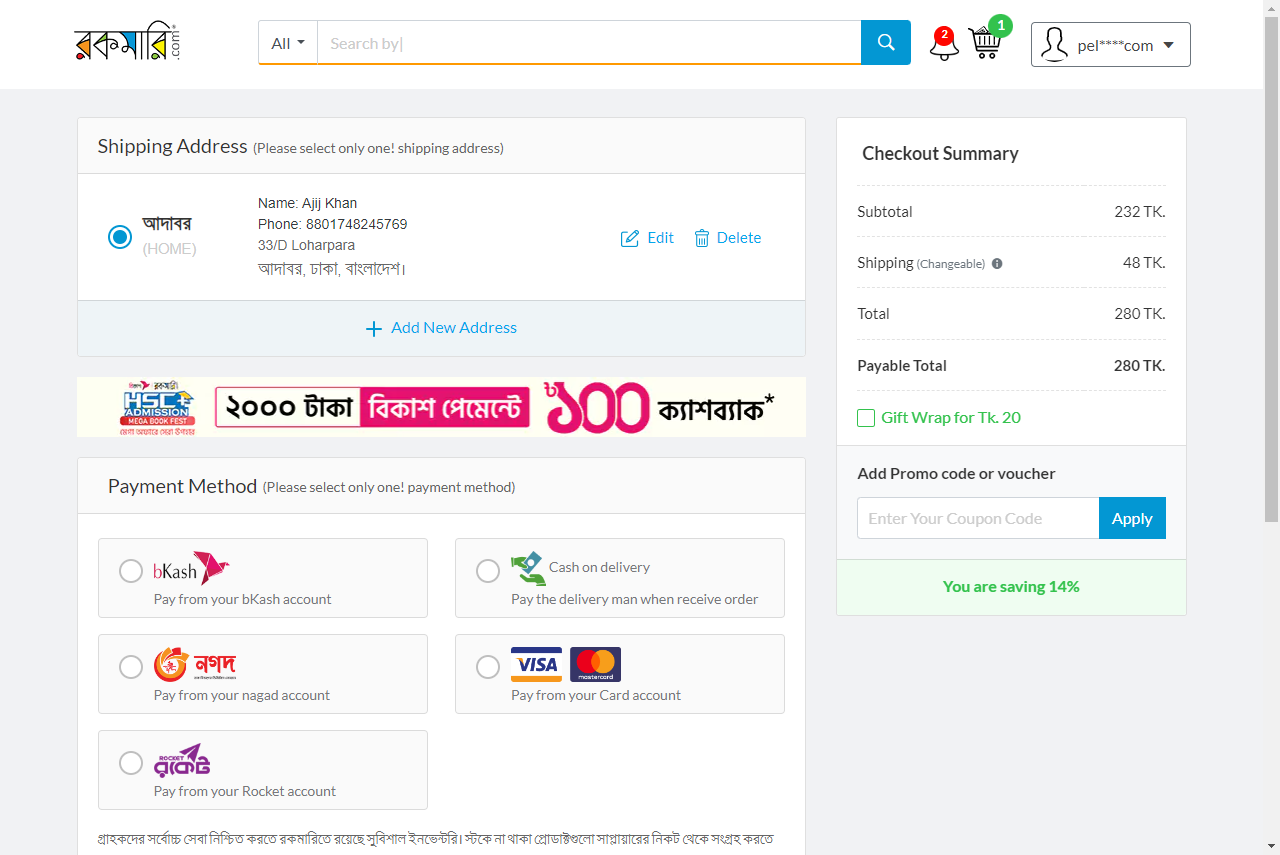 রকমারি.com
All
Search by|
2
1
pel****com
Shipping Address (Please select only one! shipping address)
আদাবর
(HOME)
Name: Ajij Khan
Phone: 8801748245769
33/D Loharpara
আদাবর, ঢাকা, বাংলাদেশ।
Edit
Delete
Add New Address
HSC+
ADMISSION
MEGA BOOK FEST
২০০০ টাকা বিকাশ পেমেন্টে ৳১০০ ক্যাশব্যাক*
Payment Method (Please select only one! payment method)
bKash
Pay from your bKash account
Cash on delivery
Pay the delivery man when receive order
নগদ
Pay from your nagad account
VISA
mastercard
Pay from your Card account
ROCKET
রকেট
Pay from your Rocket account
গ্রাহকদের সর্বোচ্চ সেবা নিশ্চিত করতে রকমারিতে রয়েছে সুবিশাল ইনভেন্টরি। স্টকে না থাকা প্রোডাক্টগুলো সাপ্লায়ারের নিকট থেকে সংগ্রহ করতে
Checkout Summary
Subtotal 232 TK.
Shipping (Changeable) 48 TK.
Total 280 TK.
Payable Total 280 TK.
Gift Wrap for Tk. 20
Add Promo code or voucher
Enter Your Coupon Code
Apply
You are saving 14%